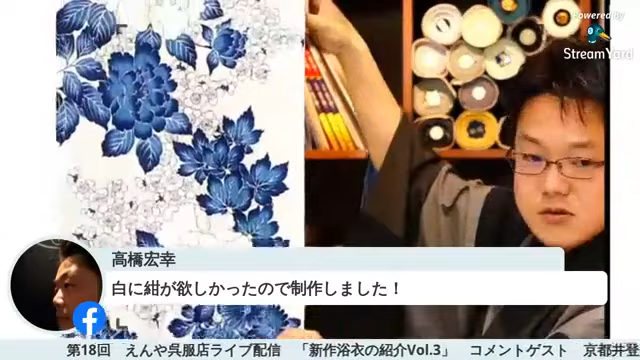 Powered by
StreamYard
高橋宏幸
白に紺が欲しかったので制作しました！
第18回　えんや呉服店ライブ配信　「新作浴衣の紹介Vol.3」　コメントゲスト　京都井登